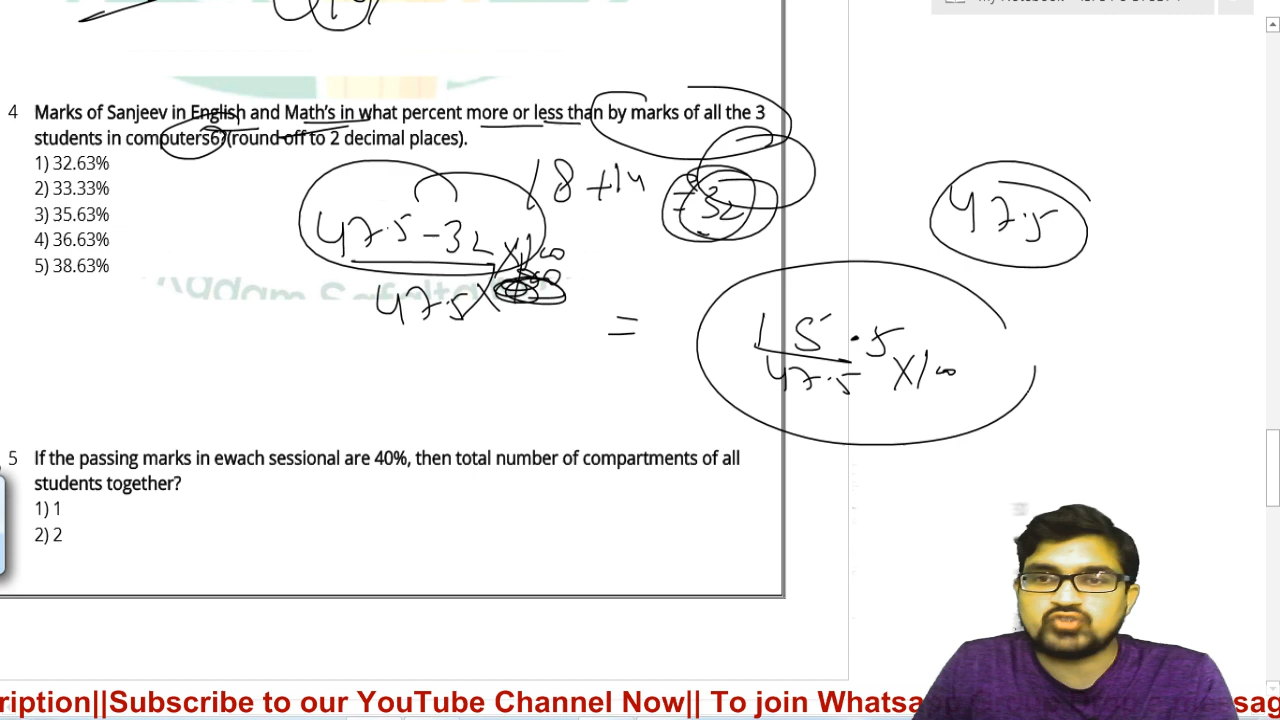 4 Marks of Sanjeev in English and Math's in what percent more or less than by marks of all the 3
students in computers6?(round-off to 2 decimal places).
1) 32.63%
2) 33.33%
3) 35.63%
4) 36.63%
5) 38.63%
18 + 14 = 32
47.5
47.5 - 32 × 100
47.5
=
15.5
47.5 × 100
5 If the passing marks in ewach sessional are 40%, then total number of compartments of all
students together?
1) 1
2) 2
ription||Subscribe to our YouTube Channel Now|| To join Whatsa sag